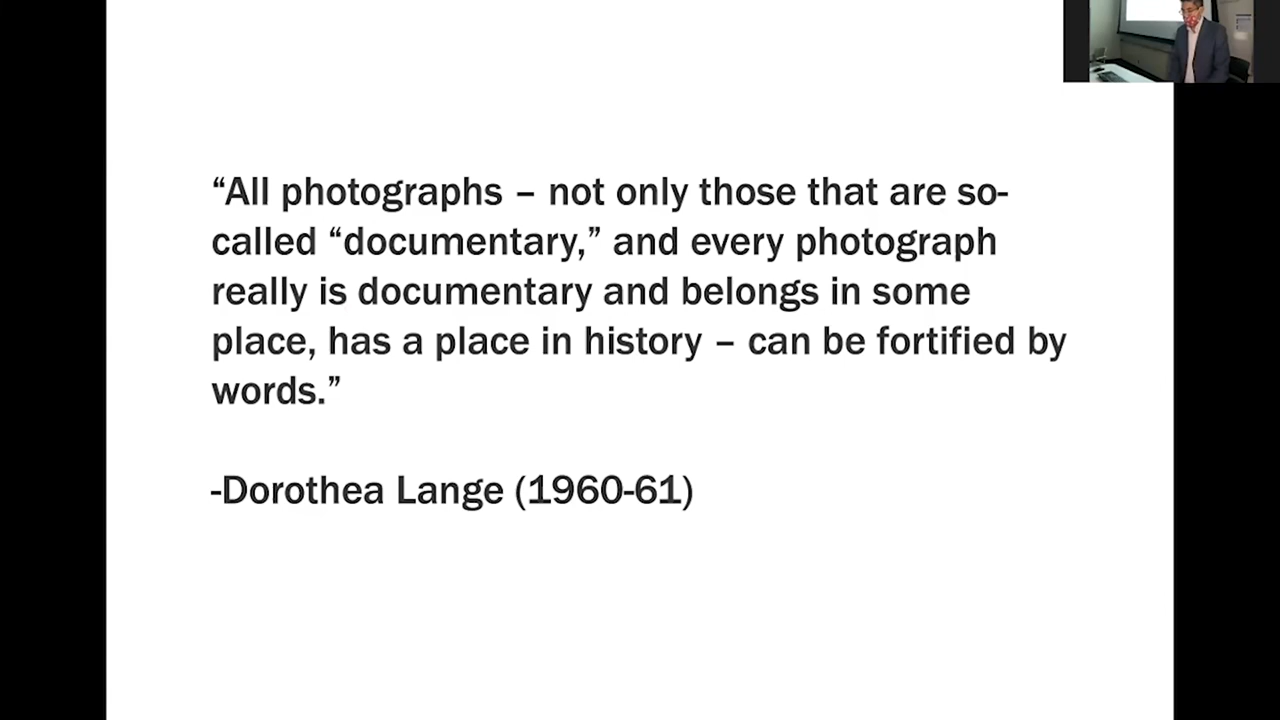 “All photographs – not only those that are so-
called “documentary,” and every photograph
really is documentary and belongs in some
place, has a place in history – can be fortified by
words.”
-Dorothea Lange (1960-61)